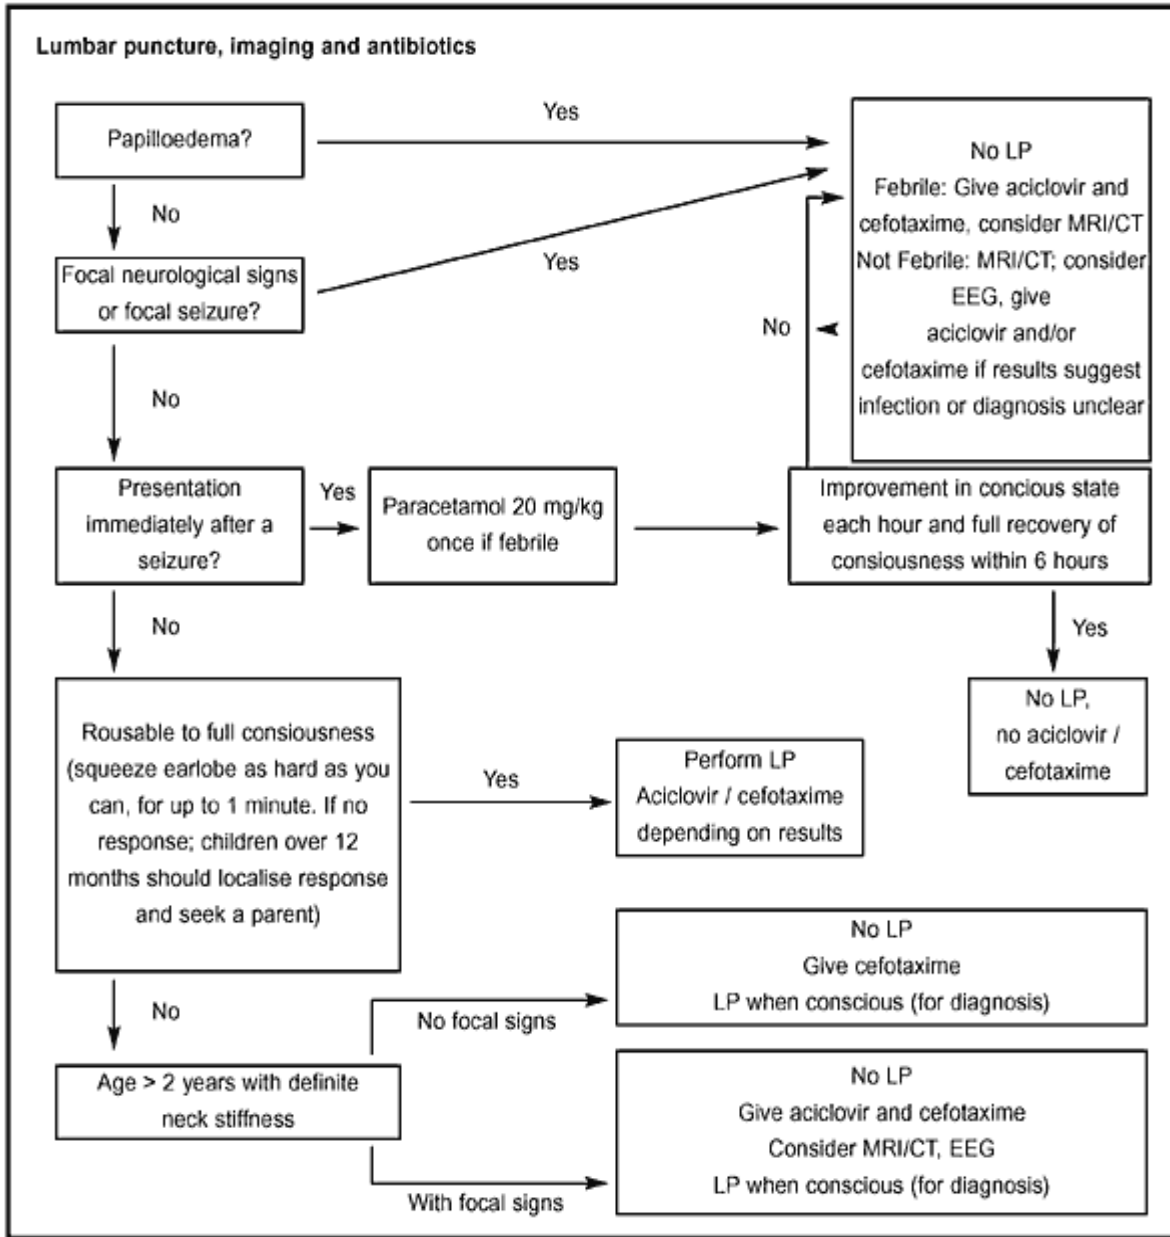 Lumbar puncture, imaging and antibiotics
Papilloedema?
Yes
No LP
Febrile: Give aciclovir and
cefotaxime, consider MRI/CT
Not Febrile: MRI/CT; consider
EEG, give
aciclovir and/or
cefotaxime if results suggest
infection or diagnosis unclear
No
Focal neurological signs
or focal seizure?
Yes
No
No
Presentation
immediately after a
seizure?
Yes
Paracetamol 20 mg/kg
once if febrile
Improvement in concious state
each hour and full recovery of
consiousness within 6 hours
No
Yes
No LP,
no aciclovir /
cefotaxime
Rousable to full consiousness
(squeeze earlobe as hard as you
can, for up to 1 minute. If no
response; children over 12
months should localise response
and seek a parent)
Yes
Perform LP
Aciclovir / cefotaxime
depending on results
No
No focal signs
No LP
Give cefotaxime
LP when conscious (for diagnosis)
Age > 2 years with definite
neck stiffness
With focal signs
No LP
Give aciclovir and cefotaxime
Consider MRI/CT, EEG
LP when conscious (for diagnosis)